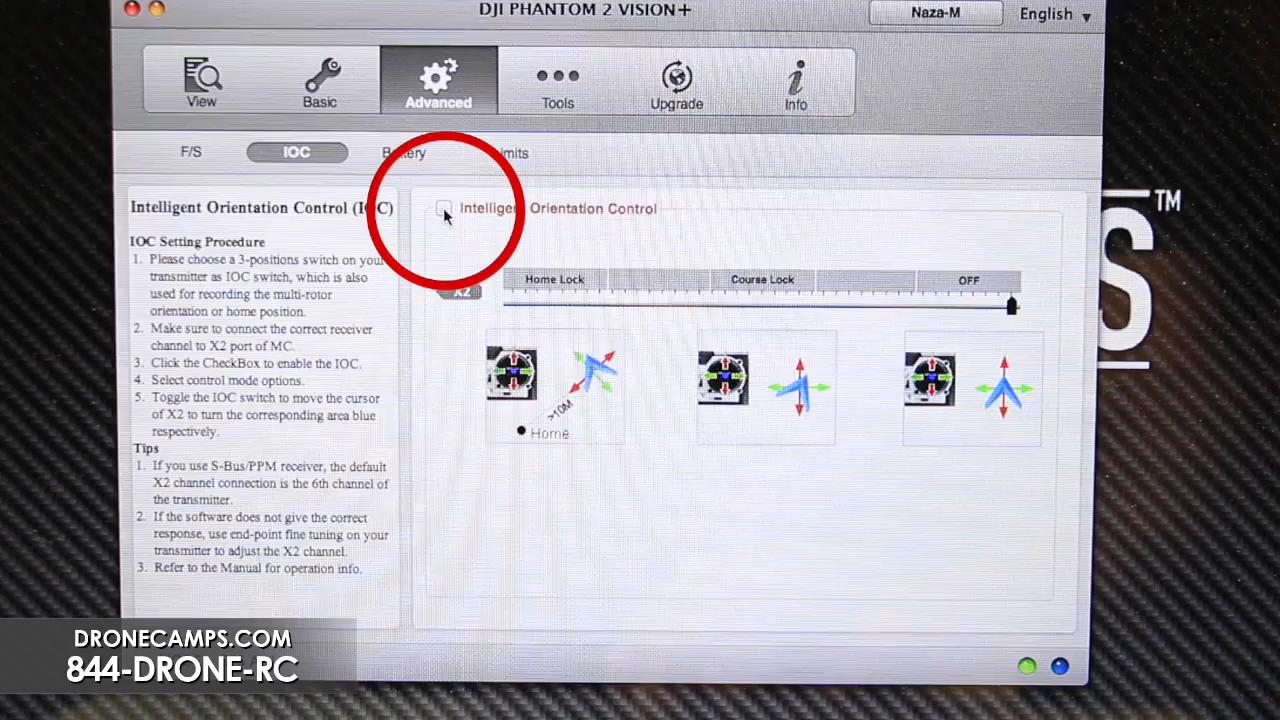 DJI PHANTOM 2 VISION+
Naza-M
English
View
Basic
Advanced
Tools
Upgrade
Info
F/S
IOC
Battery
Limits
Intelligent Orientation Control (IOC)
IOC Setting Procedure
1. Please choose a 3-positions switch on your
transmitter as IOC switch, which is also
used for recording the multi-rotor
orientation or home position.
2. Make sure to connect the correct receiver
channel to X2 port of MC.
3. Click the CheckBox to enable the IOC.
4. Select control mode options.
5. Toggle the IOC switch to move the cursor
of X2 to turn the corresponding area blue
respectively.
Tips
1. If you use S-Bus/PPM receiver, the default
X2 channel connection is the 6th channel of
the transmitter.
2. If the software does not give the correct
response, use end-point fine tuning on your
transmitter to adjust the X2 channel.
3. Refer to the Manual for operation info.
Intelligent Orientation Control
Home Lock
Course Lock
OFF
X2
>10M
Home
S™
DRONECAMPS.COM
844-DRONE-RC